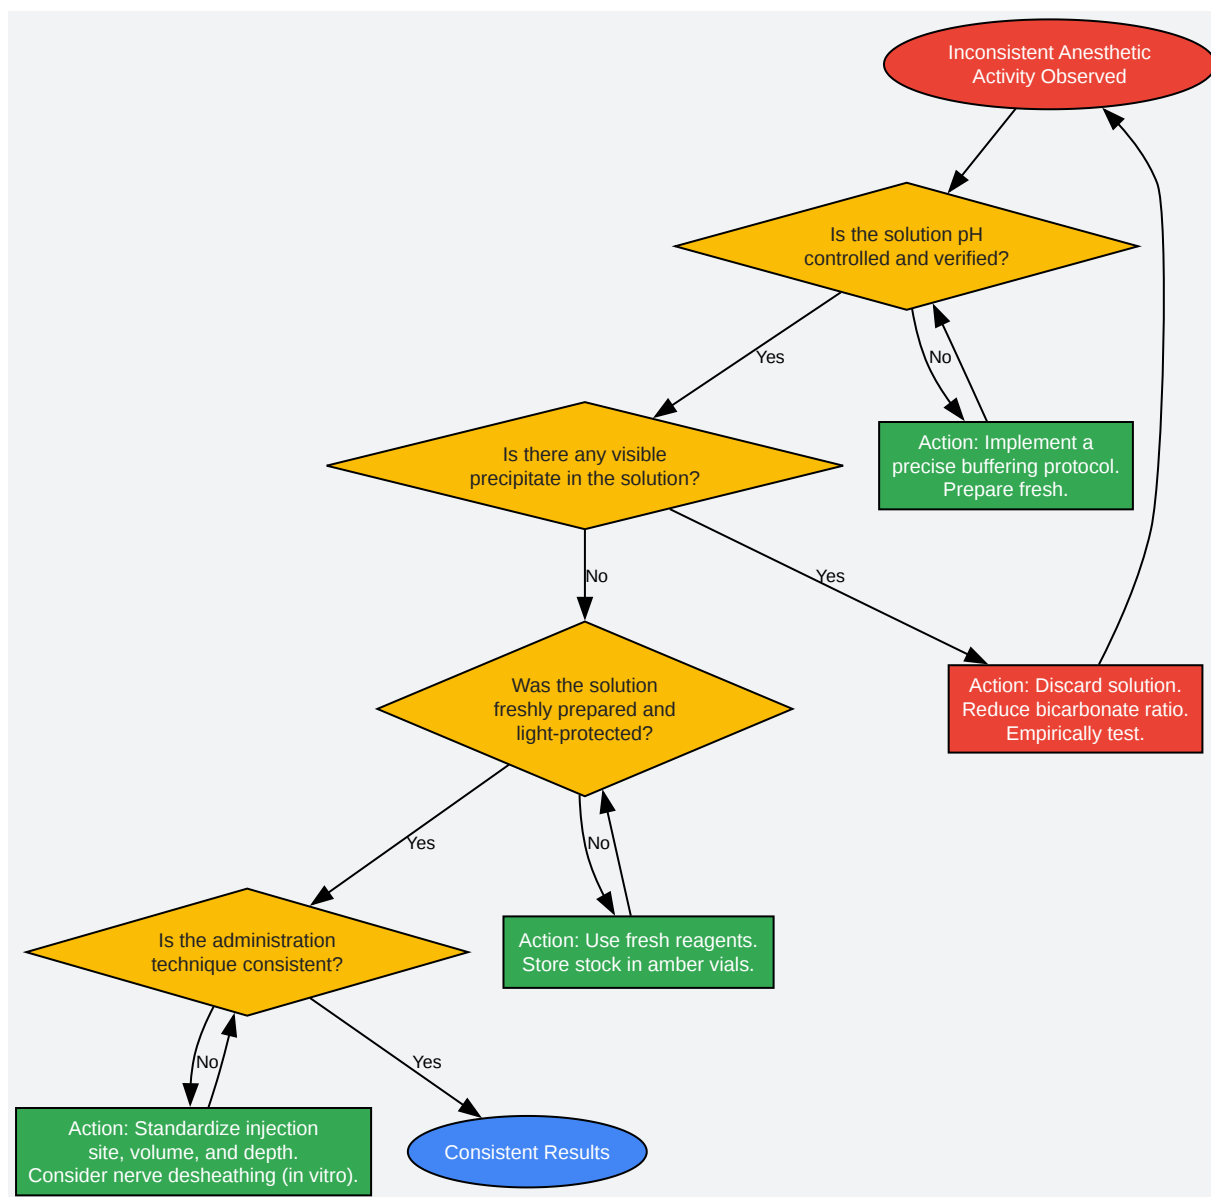 Inconsistent Anesthetic
Activity Observed
Is the solution pH
controlled and verified?
Yes
No
Action: Implement a
precise buffering protocol.
Prepare fresh.
Is there any visible
precipitate in the solution?
No
Yes
Action: Discard solution.
Reduce bicarbonate ratio.
Empirically test.
Was the solution
freshly prepared and
light-protected?
Yes
No
Action: Use fresh reagents.
Store stock in amber vials.
Is the administration
technique consistent?
No
Yes
Action: Standardize injection
site, volume, and depth.
Consider nerve desheathing (in vitro).
Consistent Results